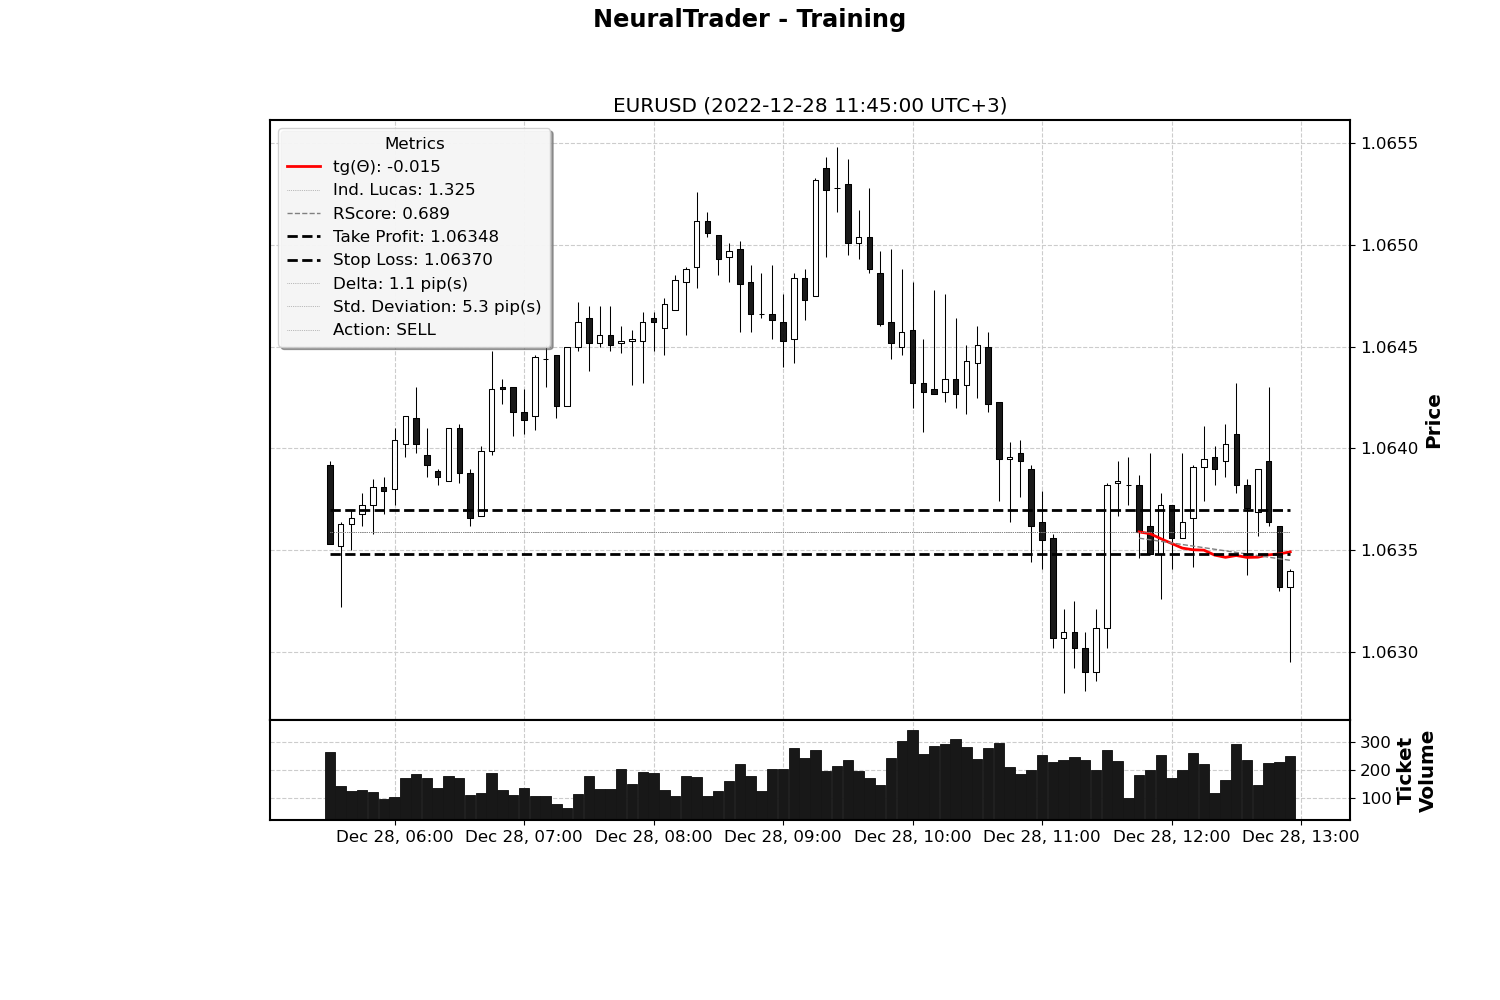 NeuralTrader - Training
EURUSD (2022-12-28 11:45:00 UTC+3)
Metrics
tg(Θ): -0.015
Ind. Lucas: 1.325
RScore: 0.689
Take Profit: 1.06348
Stop Loss: 1.06370
Delta: 1.1 pip(s)
Std. Deviation: 5.3 pip(s)
Action: SELL
1.0655
1.0650
1.0645
1.0640
1.0635
1.0630
Price
300
200
100
Ticket
Volume
Dec 28, 06:00 Dec 28, 07:00 Dec 28, 08:00 Dec 28, 09:00 Dec 28, 10:00 Dec 28, 11:00 Dec 28, 12:00 Dec 28, 13:00